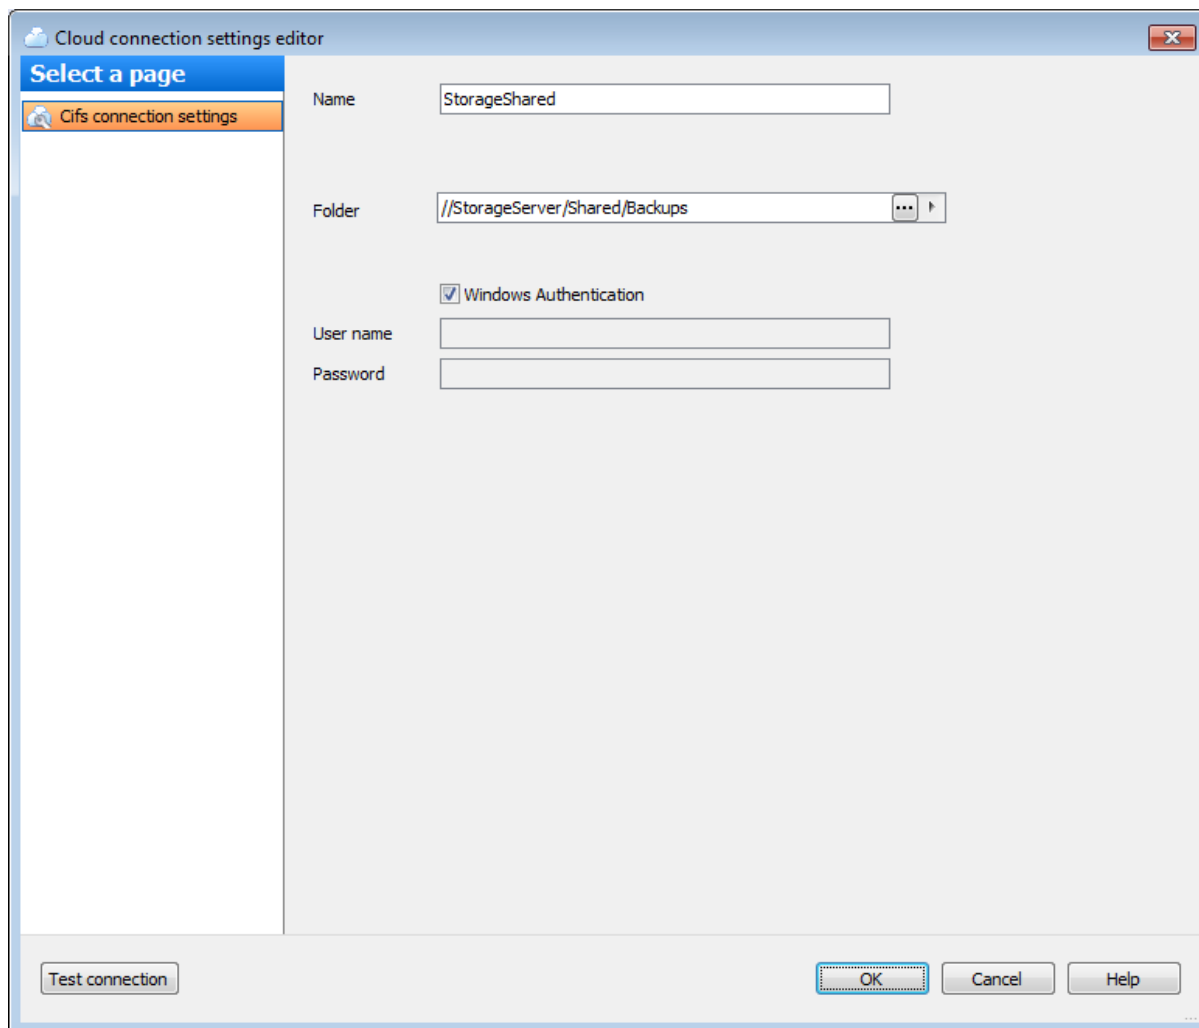 Cloud connection settings editor
Select a page
Cifs connection settings
Name
StorageShared
Folder
//StorageServer/Shared/Backups
...
Windows Authentication
User name
Password
Test connection
OK
Cancel
Help